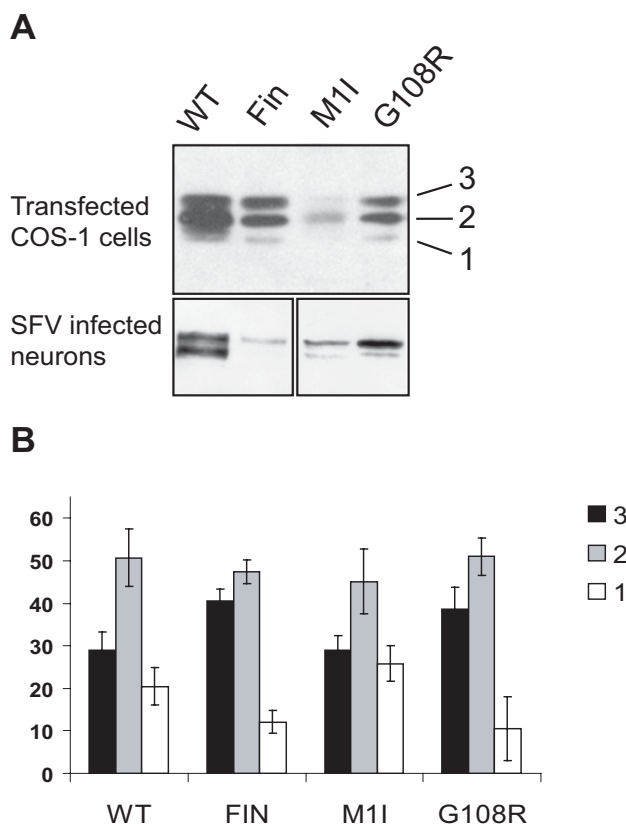 A
WT Fin M1I G108R
Transfected
COS-1 cells
3
2
1
SFV infected
neurons
B
60
50
40
30
20
10
0
WT FIN M1I G108R
3
2
1